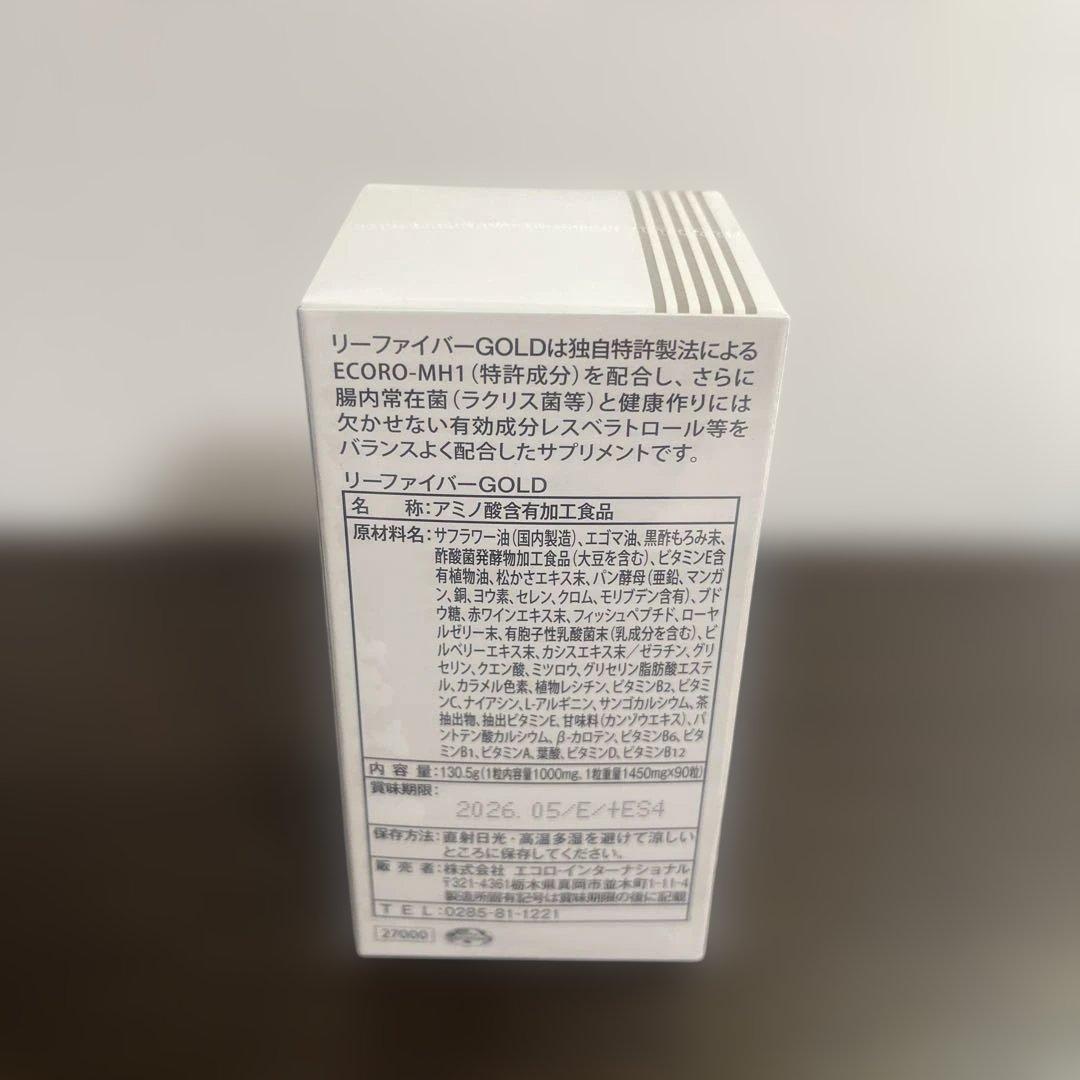 リーファイバーGOLDは独自特許製法による
ECORO-MH1（特許成分）を配合し、さらに
腸内常在菌（ラクリス菌等）と健康作りには
欠かせない有効成分レスベラトロール等を
バランスよく配合したサプリメントです。
リーファイバーGOLD
名　称：アミノ酸含有加工食品
原材料名：サフラワー油（国内製造）、エゴマ油、黒酢もろみ末、
酢酸菌発酵物加工食品（大豆を含む）、ビタミンE含
有植物油、松かさエキス末、パン酵母（亜鉛、マンガ
ン、銅、ヨウ素、セレン、クロム、モリブデン含有）、ブド
ウ糖、赤ワインエキス末、フィッシュペプチド、ローヤ
ルゼリー末、有胞子性乳酸菌末（乳成分を含む）、ビ
ルベリーエキス末、カシスエキス末／ゼラチン、グリ
セリン、クエン酸、ミツロウ、グリセリン脂肪酸エステ
ル、カラメル色素、植物レシチン、ビタミンB2、ビタミ
ンC、ナイアシン、L-アルギニン、サンゴカルシウム、茶
抽出物、抽出ビタミンE、甘味料（カンゾウエキス）、パ
ントテン酸カルシウム、β-カロテン、ビタミンB6、ビタ
ミンB1、ビタミンA、葉酸、ビタミンD、ビタミンB12
内容量：130.5g（1粒内容量1000mg、1粒重量1450mg×90粒）
賞味期限：
2026.05/E/+ES4
保存方法：直射日光・高温多湿を避けて涼しい
ところに保存してください。
販売者：株式会社 エコロ・インターナショナル
〒321-4361栃木県真岡市並木町1-11-4
製造所固有記号は賞味期限の後に記載
TEL：0285-81-1221
27000